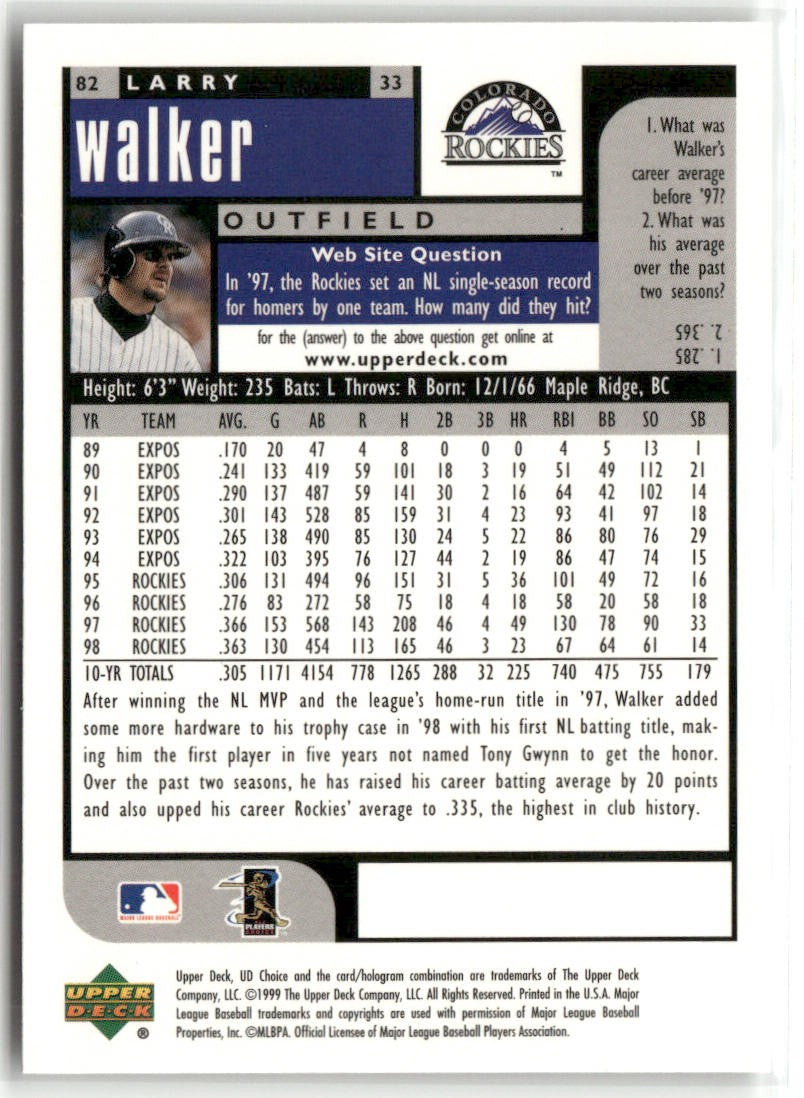 82 LARRY 33
walker
COLORADO
ROCKIES
TM
OUTFIELD
1. What was
Walker's
career average
before '97?
2. What was
his average
over the past
two seasons?
2. .365
1. .285
CR
Web Site Question
In '97, the Rockies set an NL single-season record
for homers by one team. How many did they hit?
for the (answer) to the above question get online at
www.upperdeck.com
Height: 6'3" Weight: 235 Bats: L Throws: R Born: 12/1/66 Maple Ridge, BC
YR TEAM AVG. G AB R H 2B 3B HR RBI BB SO SB
89 EXPOS .170 20 47 4 8 0 0 0 4 5 13 1
90 EXPOS .241 133 419 59 101 18 3 19 51 49 112 21
91 EXPOS .290 137 487 59 141 30 2 16 64 42 102 14
92 EXPOS .301 143 528 85 159 31 4 23 93 41 97 18
93 EXPOS .265 138 490 85 130 24 5 22 86 80 76 29
94 EXPOS .322 103 395 76 127 44 2 19 86 47 74 15
95 ROCKIES .306 131 494 96 151 31 5 36 101 49 72 16
96 ROCKIES .276 83 272 58 75 18 4 18 58 20 58 18
97 ROCKIES .366 153 568 143 208 46 4 49 130 78 90 33
98 ROCKIES .363 130 454 113 165 46 3 23 67 64 61 14
10-YR TOTALS .305 1171 4154 778 1265 288 32 225 740 475 755 179
After winning the NL MVP and the league's home-run title in '97, Walker added
some more hardware to his trophy case in '98 with his first NL batting title, mak-
ing him the first player in five years not named Tony Gwynn to get the honor.
Over the past two seasons, he has raised his career batting average by 20 points
and also upped his career Rockies' average to .335, the highest in club history.
MAJOR LEAGUE BASEBALL
PLAYERS
CHOICE
UPPER
DECK
®
Upper Deck, UD Choice and the card/hologram combination are trademarks of The Upper Deck
Company, LLC. ©1999 The Upper Deck Company, LLC. All Rights Reserved. Printed in the U.S.A. Major
League Baseball trademarks and copyrights are used with permission of Major League Baseball
Properties, Inc. ©MLBPA. Official Licensee of Major League Baseball Players Association.